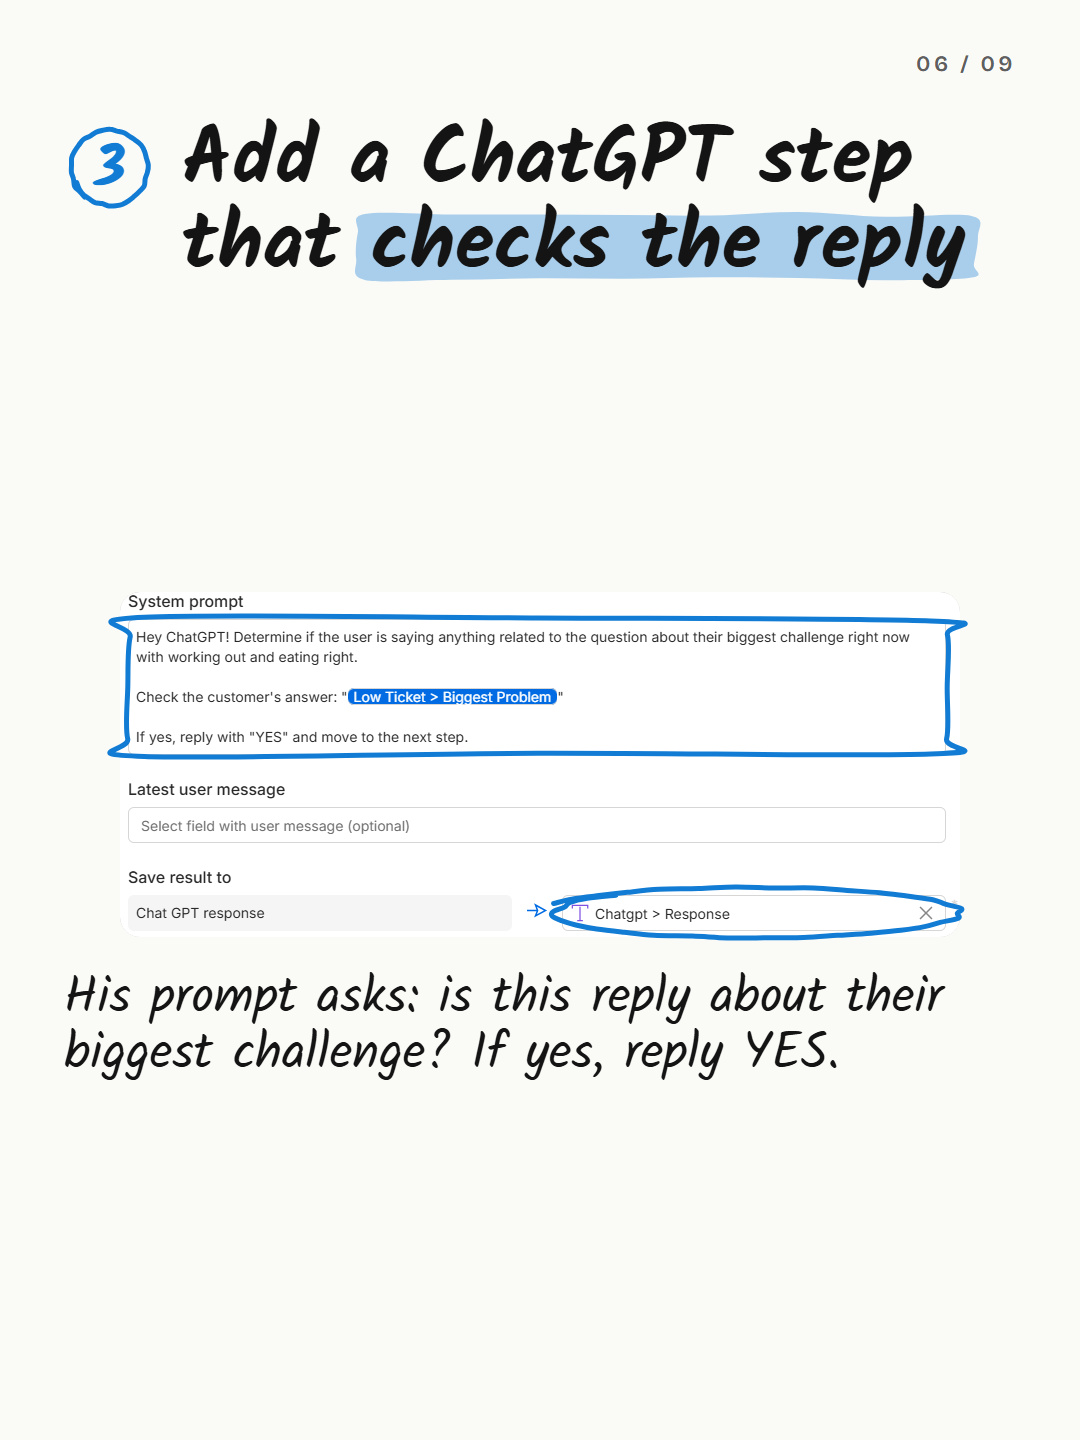 06 / 09
3
Add a ChatGPT step
that checks the reply
System prompt
Hey ChatGPT! Determine if the user is saying anything related to the question about their biggest challenge right now
with working out and eating right.
Check the customer's answer: "Low Ticket > Biggest Problem"
If yes, reply with "YES" and move to the next step.
Latest user message
Select field with user message (optional)
Save result to
Chat GPT response
Chatgpt > Response
His prompt asks: is this reply about their
biggest challenge? If yes, reply YES.